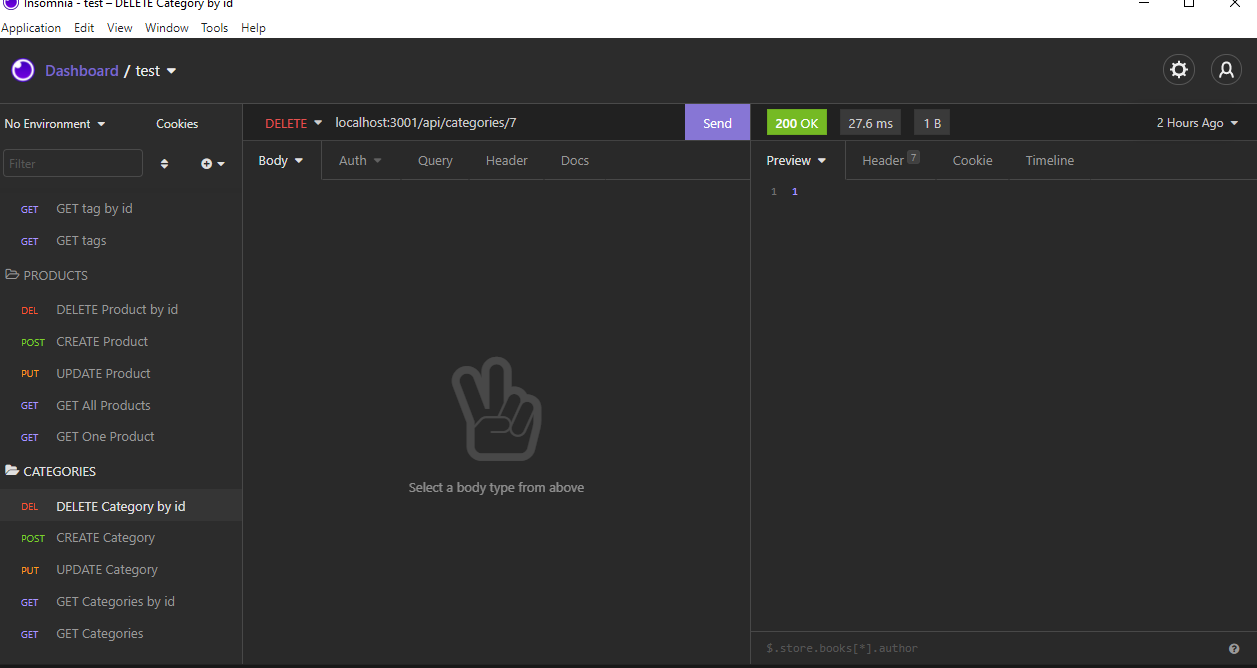 Insomnia - test – DELETE Category by id
Application Edit View Window Tools Help
Dashboard / test
No Environment Cookies
Filter
GET GET tag by id
GET GET tags
PRODUCTS
DEL DELETE Product by id
POST CREATE Product
PUT UPDATE Product
GET GET All Products
GET GET One Product
CATEGORIES
DEL DELETE Category by id
POST CREATE Category
PUT UPDATE Category
GET GET Categories by id
GET GET Categories
DELETE localhost:3001/api/categories/7 Send
Body Auth Query Header Docs
Select a body type from above
200 OK 27.6 ms 1 B 2 Hours Ago
Preview Header 7 Cookie Timeline
1 1
$.store.books[*].author